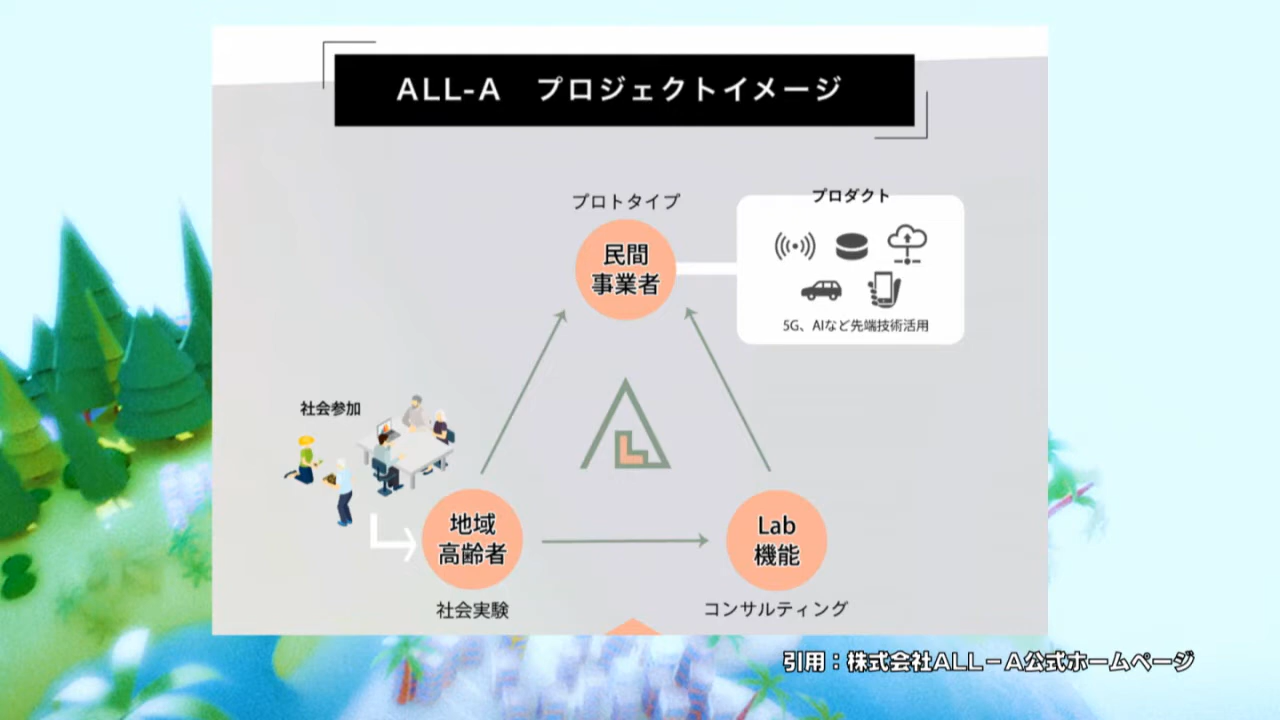 ALL-A プロジェクトイメージ
プロトタイプ
民間
事業者
プロダクト
5G、AIなど先端技術活用
社会参加
地域
高齢者
社会実験
Lab
機能
コンサルティング
引用：株式会社ALL－A公式ホームページ